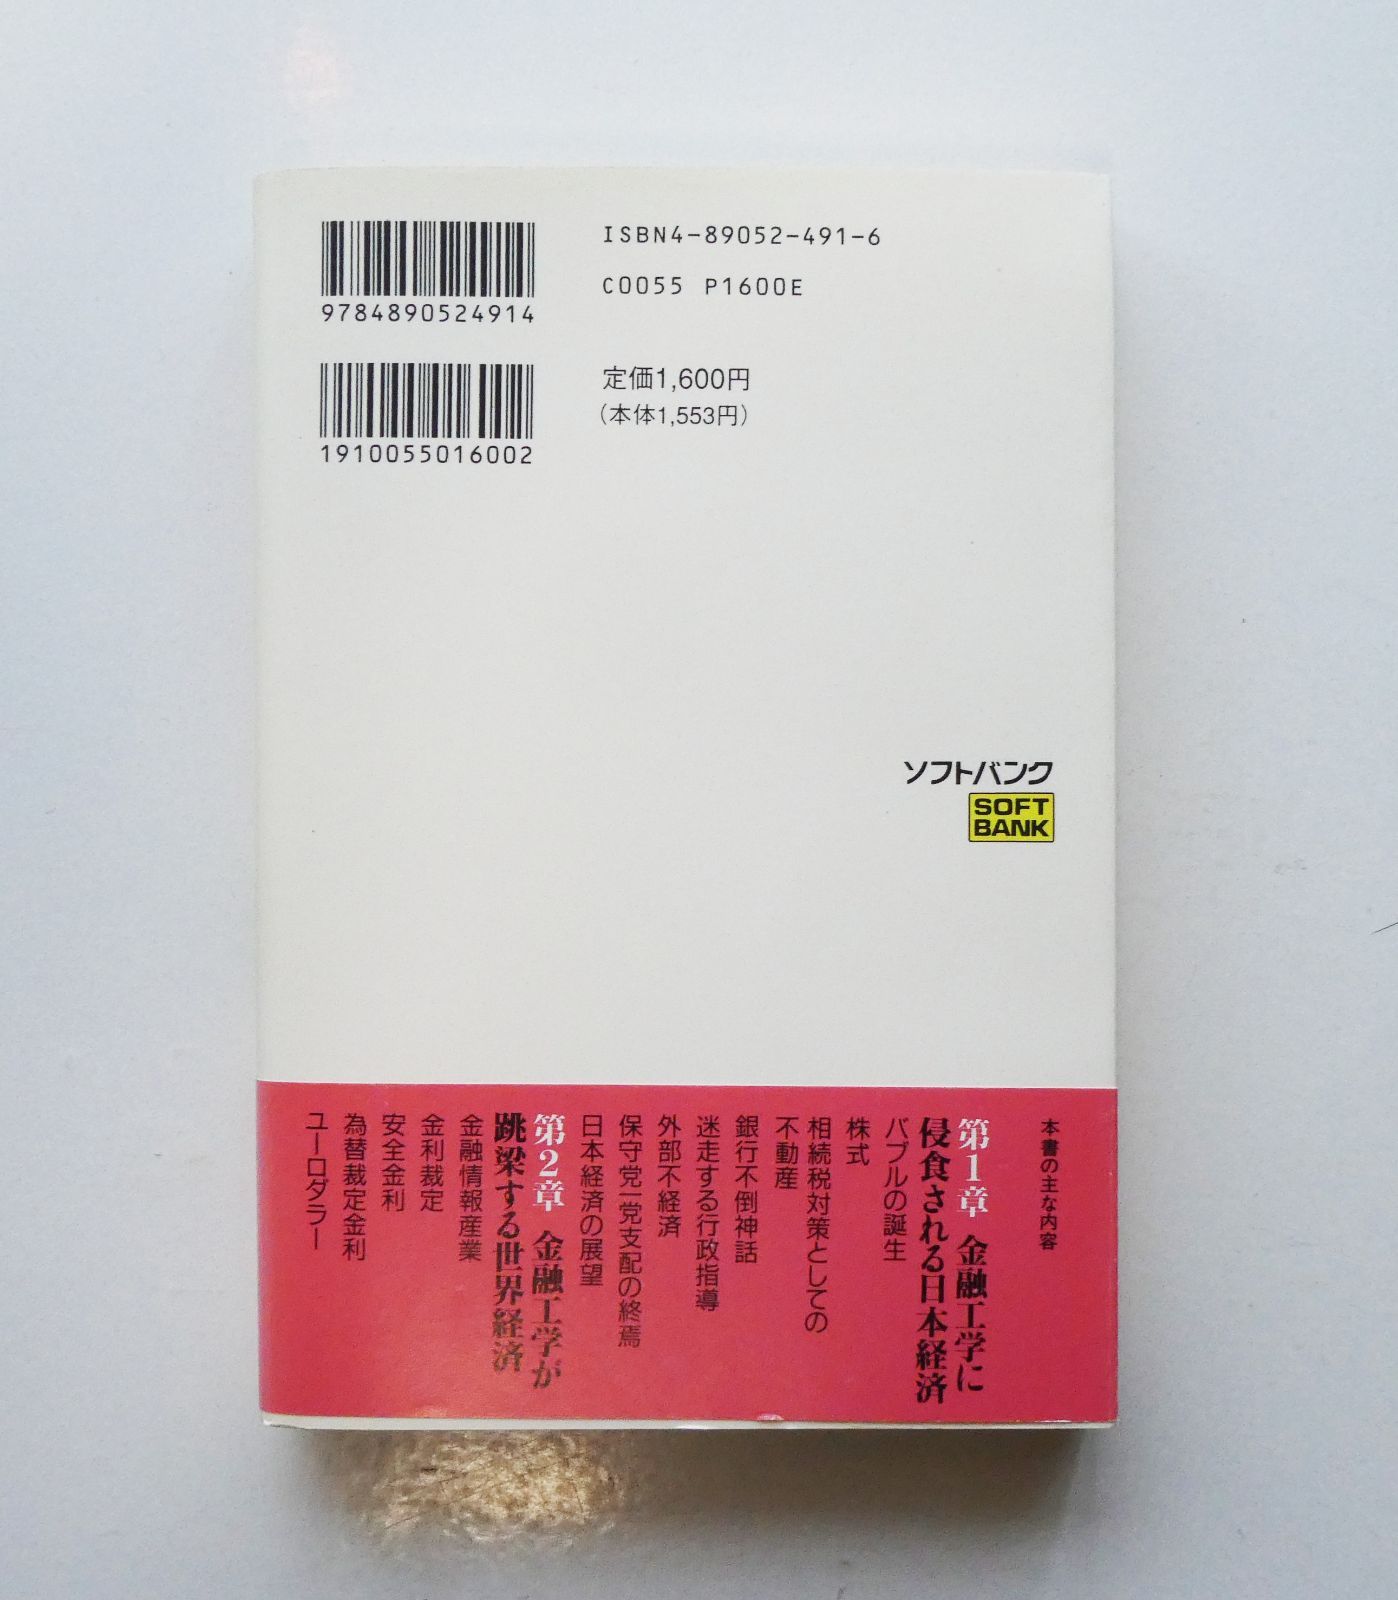 9784890524914
ISBN4-89052-491-6
C0055 P1600E
1910055016002
定価1,600円
（本体1,553円）
ソフトバンク
SOFT
BANK
本書の主な内容
第1章 金融工学に
侵食される日本経済
バブルの誕生
株式
相続税対策としての
不動産
銀行不倒神話
迷走する行政指導
外部不経済
保守党一党支配の終焉
日本経済の展望
第2章 金融工学が
跳梁する世界経済
金融情報産業
金利裁定
安全金利
為替裁定金利
ユーロダラー